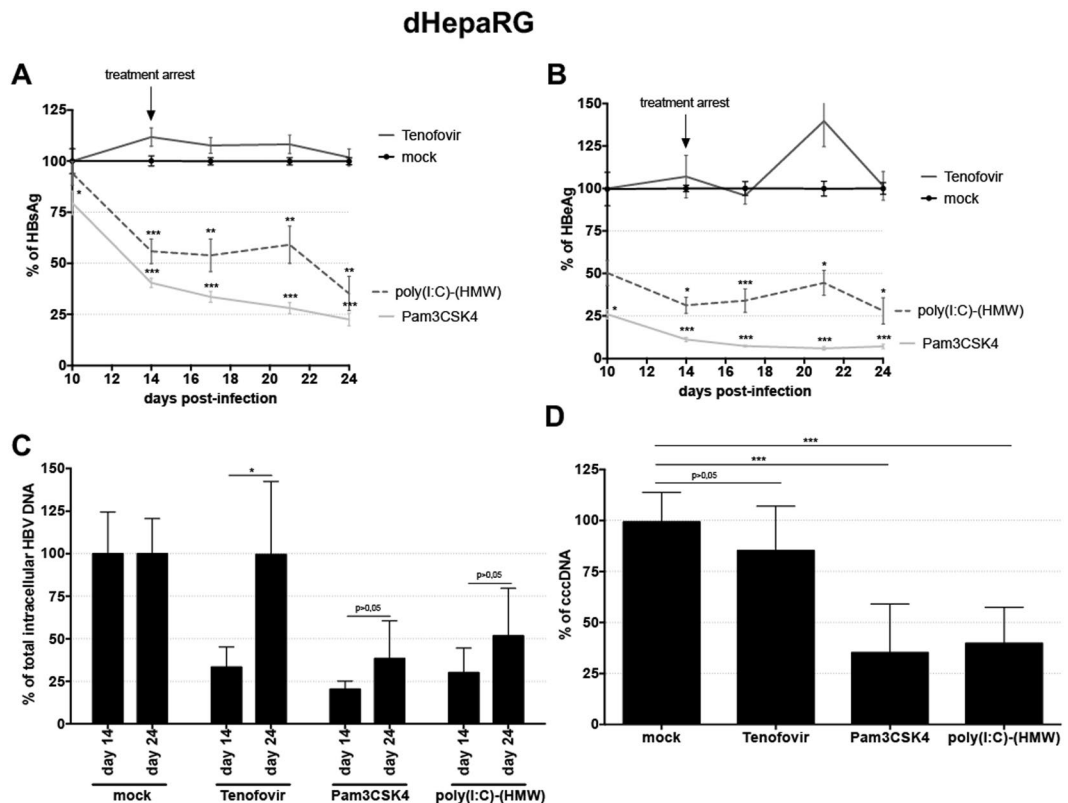 dHepaRG
A
treatment arrest
% of HBsAg
125
100
75
50
25
0
10
12
14
16
18
20
22
24
days post-infection
Tenofovir
mock
poly(I:C)-(HMW)
Pam3CSK4
*
***
**
**
**
***
***
***
***
B
treatment arrest
% of HBeAg
150
125
100
75
50
25
0
10
12
14
16
18
20
22
24
days post-infection
Tenofovir
mock
poly(I:C)-(HMW)
Pam3CSK4
*
***
*
*
*
***
***
***
***
C
% of total intracellular HBV DNA
150
125
100
75
50
25
0
*
p>0,05
p>0,05
day 14
day 24
day 14
day 24
day 14
day 24
day 14
day 24
mock
Tenofovir
Pam3CSK4
poly(I:C)-(HMW)
D
% of cccDNA
125
100
75
50
25
0
***
***
p>0,05
mock
Tenofovir
Pam3CSK4
poly(I:C)-(HMW)